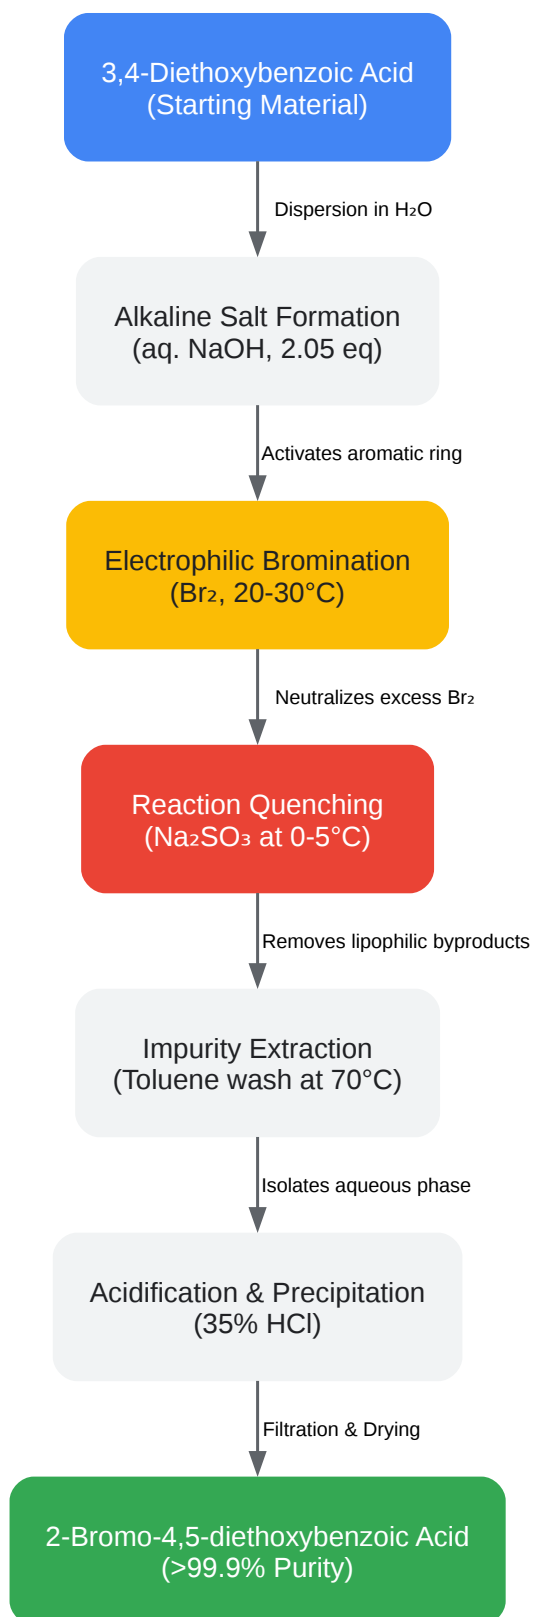 3,4-Diethoxybenzoic Acid
(Starting Material)
Dispersion in H₂O
Alkaline Salt Formation
(aq. NaOH, 2.05 eq)
Activates aromatic ring
Electrophilic Bromination
(Br₂, 20-30°C)
Neutralizes excess Br₂
Reaction Quenching
(Na₂SO₃ at 0-5°C)
Removes lipophilic byproducts
Impurity Extraction
(Toluene wash at 70°C)
Isolates aqueous phase
Acidification & Precipitation
(35% HCl)
Filtration & Drying
2-Bromo-4,5-diethoxybenzoic Acid
(>99.9% Purity)